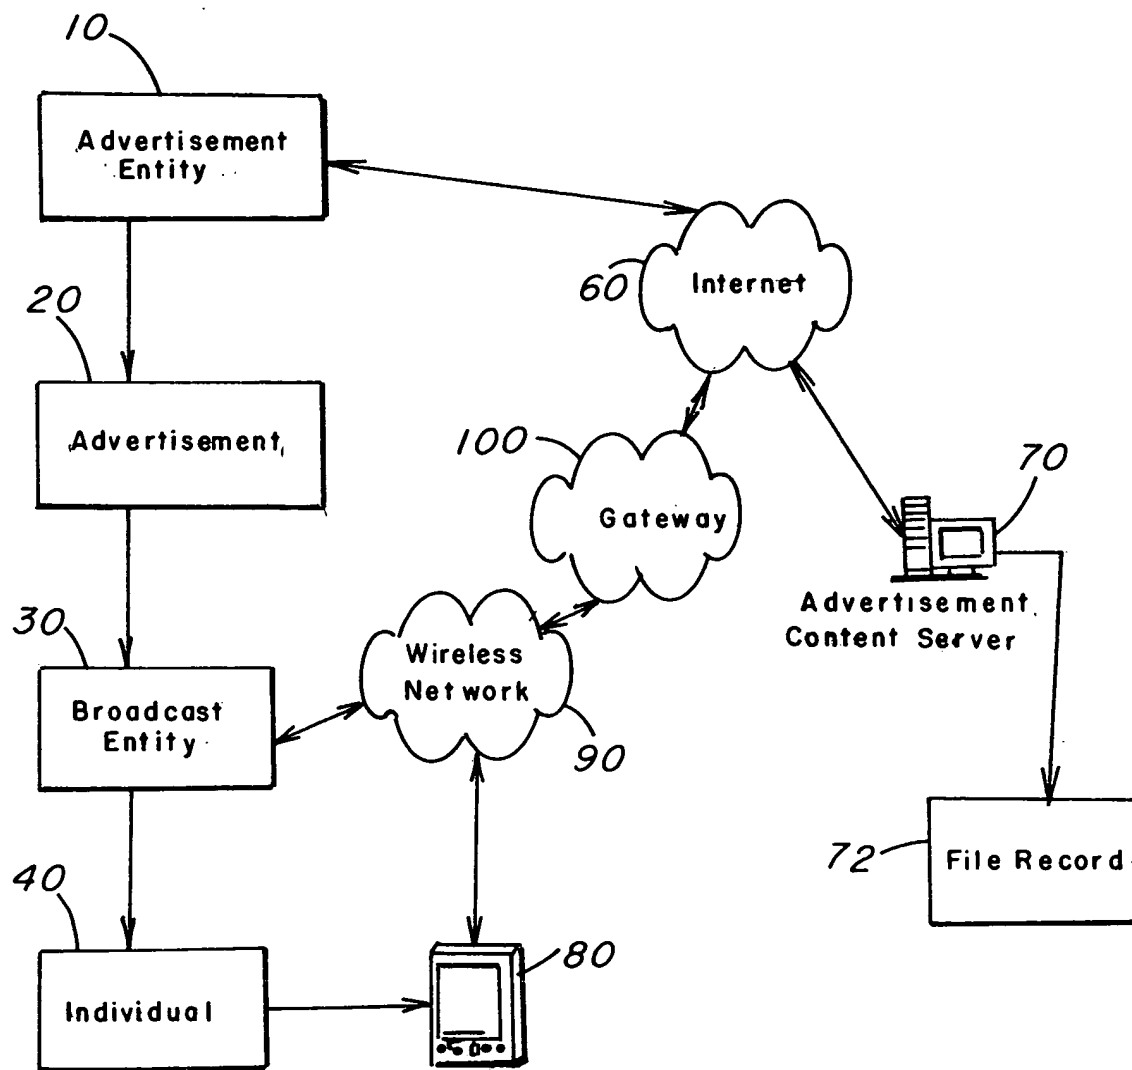 10
Advertisement
Entity
20
Advertisement
30
Broadcast
Entity
40
Individual
60
Internet
100
Gateway
70
Advertisement
Content Server
Wireless
Network
90
72
File Record
80